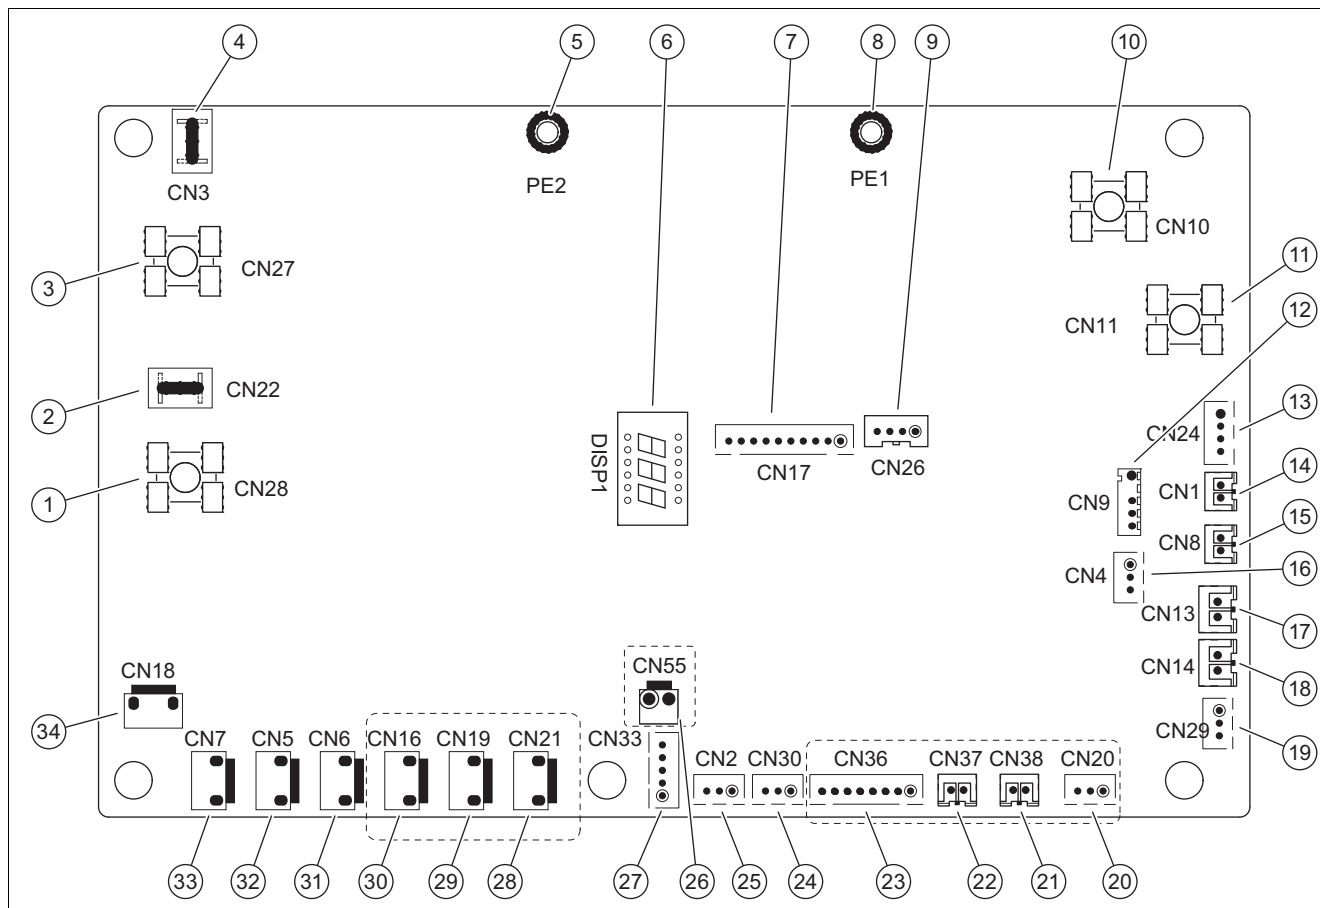 4 5 6 7 8 9 10
CN3 PE2 PE1
CN10
11
3 CN27
CN11 12
2 CN22
13
CN24
DISP1 CN17 CN26
14
1 CN28 CN9 CN1
15
CN8
CN4 16
CN13
17
CN18 CN55 CN14
18
34
CN7 CN5 CN6 CN16 CN19 CN21 CN33 CN29
19
CN2 CN30 CN36 CN37 CN38 CN20
33 32 31 30 29 28 27 26 25 24 23 22 21 20